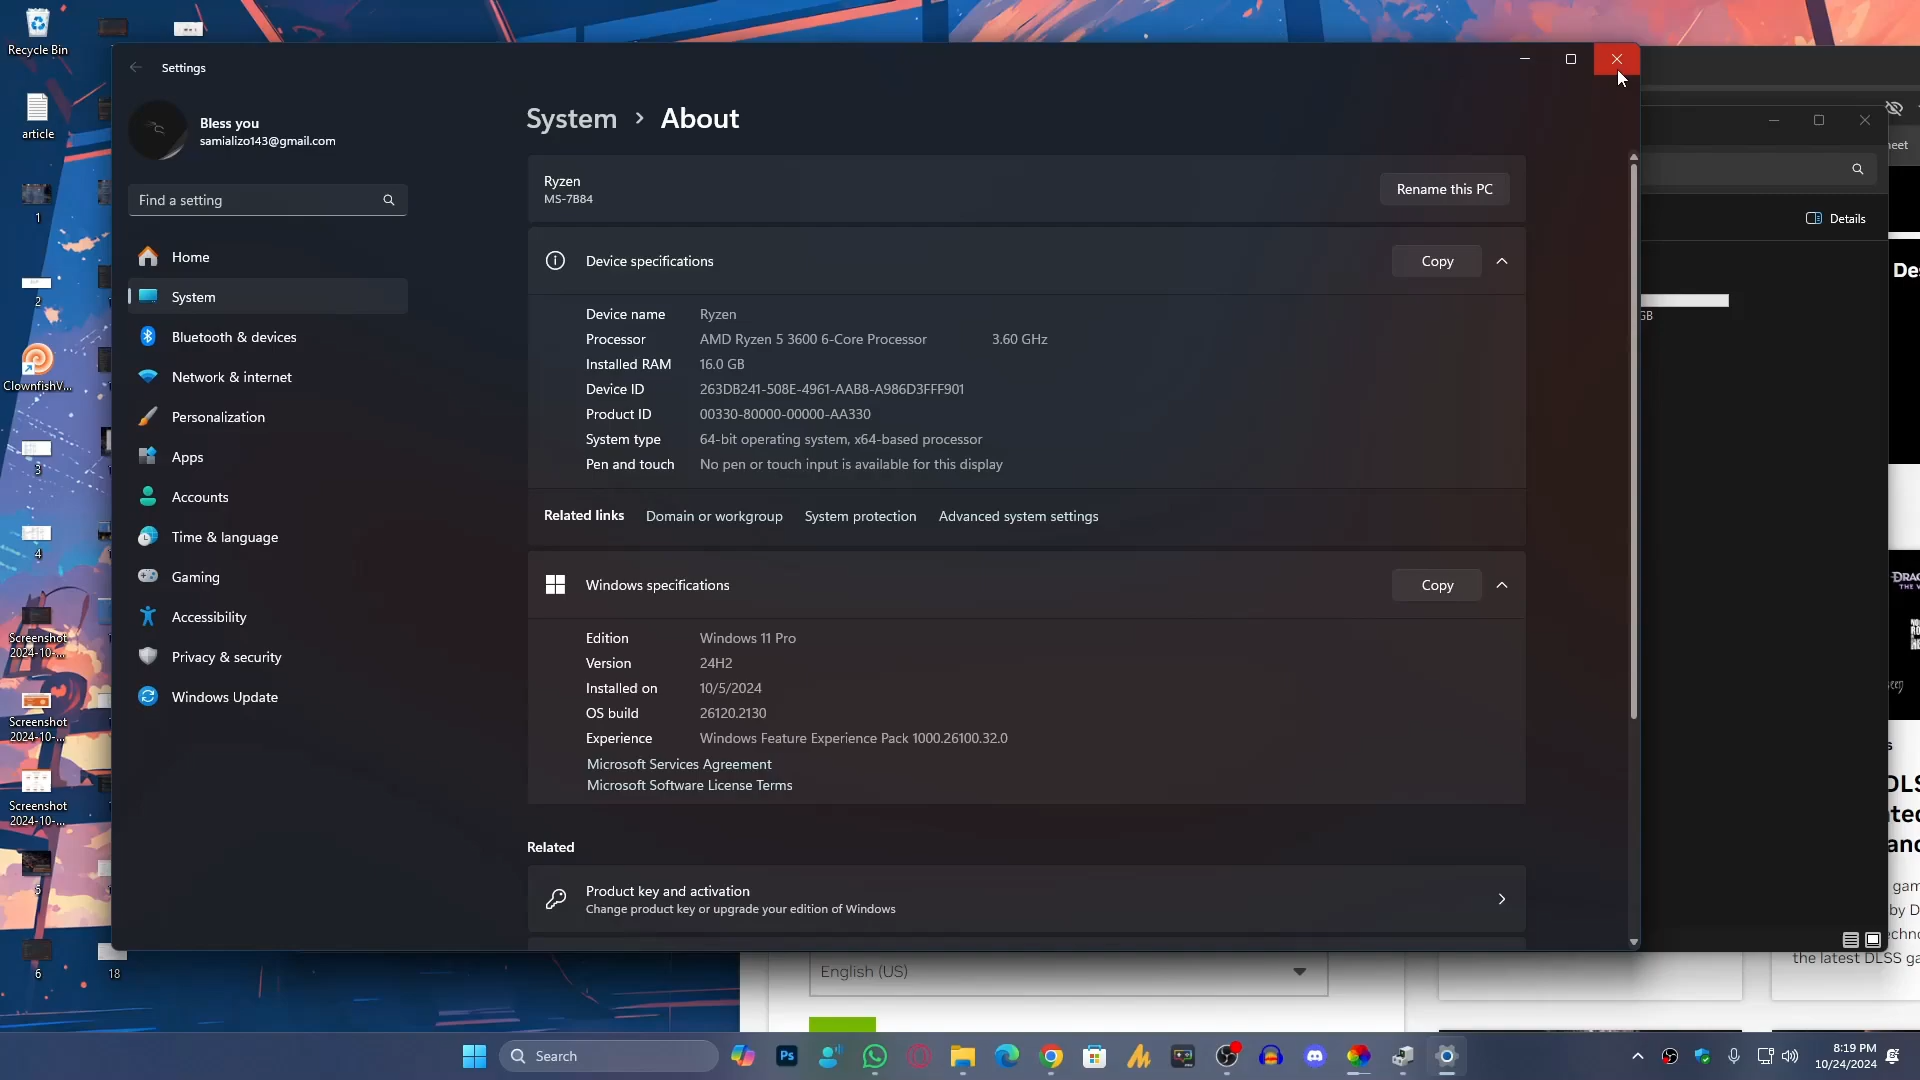 Recycle Bin
article
1
2
ClownfishV...
3
4
Screenshot
2024-10-...
Screenshot
2024-10-...
Screenshot
2024-10-...
5
6
18
Settings
Bless you
samializo143@gmail.com
Find a setting
Home
System
Bluetooth & devices
Network & internet
Personalization
Apps
Accounts
Time & language
Gaming
Accessibility
Privacy & security
Windows Update
System > About
Ryzen
MS-7B84
Rename this PC
Device specifications
Copy
Device name Ryzen
Processor AMD Ryzen 5 3600 6-Core Processor 3.60 GHz
Installed RAM 16.0 GB
Device ID 263DB241-508E-4961-AAB8-A986D3FFF901
Product ID 00330-80000-00000-AA330
System type 64-bit operating system, x64-based processor
Pen and touch No pen or touch input is available for this display
Related links Domain or workgroup System protection Advanced system settings
Windows specifications
Copy
Edition Windows 11 Pro
Version 24H2
Installed on 10/5/2024
OS build 26120.2130
Experience Windows Feature Experience Pack 1000.26100.32.0
Microsoft Services Agreement
Microsoft Software License Terms
Related
Product key and activation
Change product key or upgrade your edition of Windows
Details
GB
the latest DLSS ga
English (US)
Search
Ps
8:19 PM
10/24/2024